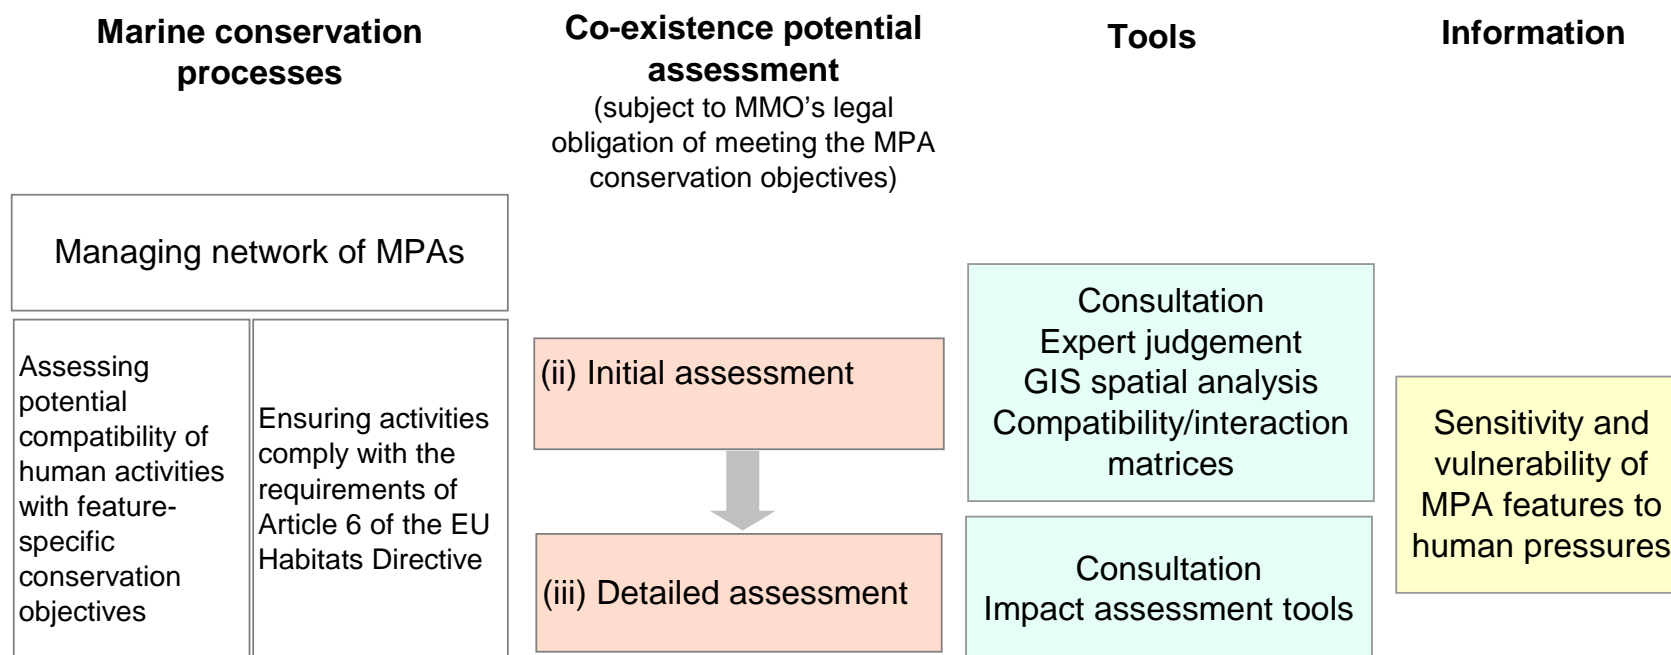 Marine conservation
processes
Co-existence potential
assessment
(subject to MMO's legal
obligation of meeting the MPA
conservation objectives)
Tools
Information
Managing network of MPAs
Assessing
potential
compatibility of
human activities
with feature-
specific
conservation
objectives
Ensuring activities
comply with the
requirements of
Article 6 of the EU
Habitats Directive
(ii) Initial assessment
(iii) Detailed assessment
Consultation
Expert judgement
GIS spatial analysis
Compatibility/interaction
matrices
Consultation
Impact assessment tools
Sensitivity and
vulnerability of
MPA features to
human pressures